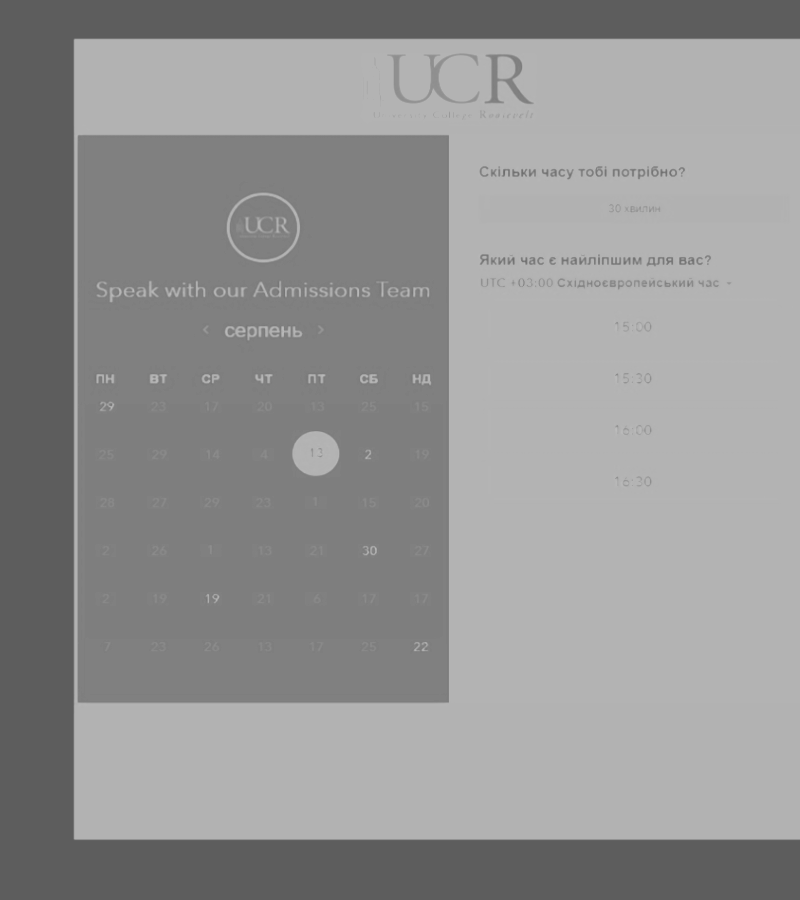 UCR
Roosevelt
UCR
Speak with our Admissions Team
‹ серпень ›
ПН ВТ СР ЧТ ПТ СБ НД
29 23 17 20 13 25 15
25 29 14 4 13 2 19
28 27 29 23 1 15 20
2 26 1 13 21 30 27
2 19 19 21 6 17 17
7 23 26 13 17 25 22
Скільки часу тобі потрібно?
30 хвилин
Який час є найліпшим для вас?
UTC +03:00 Східноєвропейський час
15:00
15:30
16:00
16:30